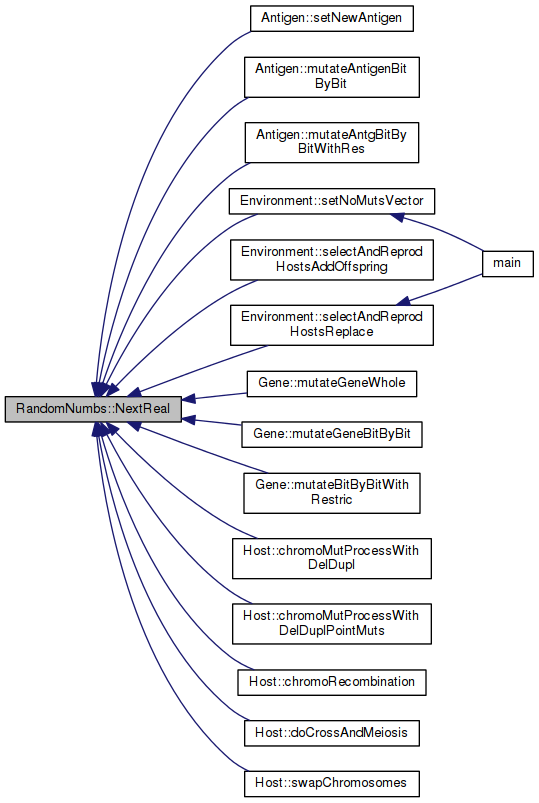 Antigen::setNewAntigen
Antigen::mutateAntigenBit
ByBit
Antigen::mutateAntgBitBy
BitWithRes
Environment::setNoMutsVector
Environment::selectAndReprod
HostsAddOffspring
main
Environment::selectAndReprod
HostsReplace
Gene::mutateGeneWhole
RandomNumbs::NextReal
Gene::mutateGeneBitByBit
Gene::mutateBitByBitWith
Restric
Host::chromoMutProcessWith
DelDupl
Host::chromoMutProcessWith
DelDuplPointMuts
Host::chromoRecombination
Host::doCrossAndMeiosis
Host::swapChromosomes